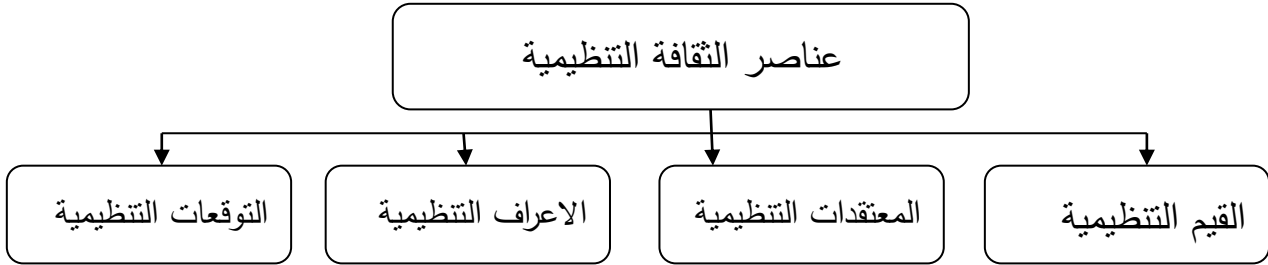 عناصر الثقافة التنظيمية
القيم التنظيمية
المعتقدات التنظيمية
الاعراف التنظيمية
التوقعات التنظيمية